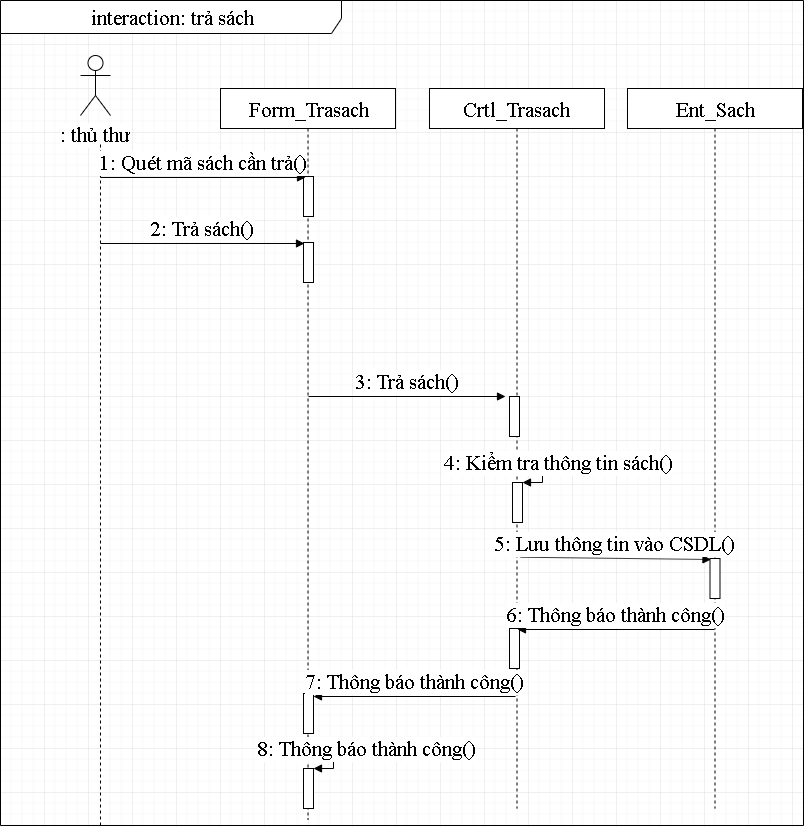 interaction: trả sách
Form_Trasach
Crtl_Trasach
Ent_Sach
: thủ thư
1: Quét mã sách cần trả()
2: Trả sách()
3: Trả sách()
4: Kiểm tra thông tin sách()
5: Lưu thông tin vào CSDL()
6: Thông báo thành công()
7: Thông báo thành công()
8: Thông báo thành công()